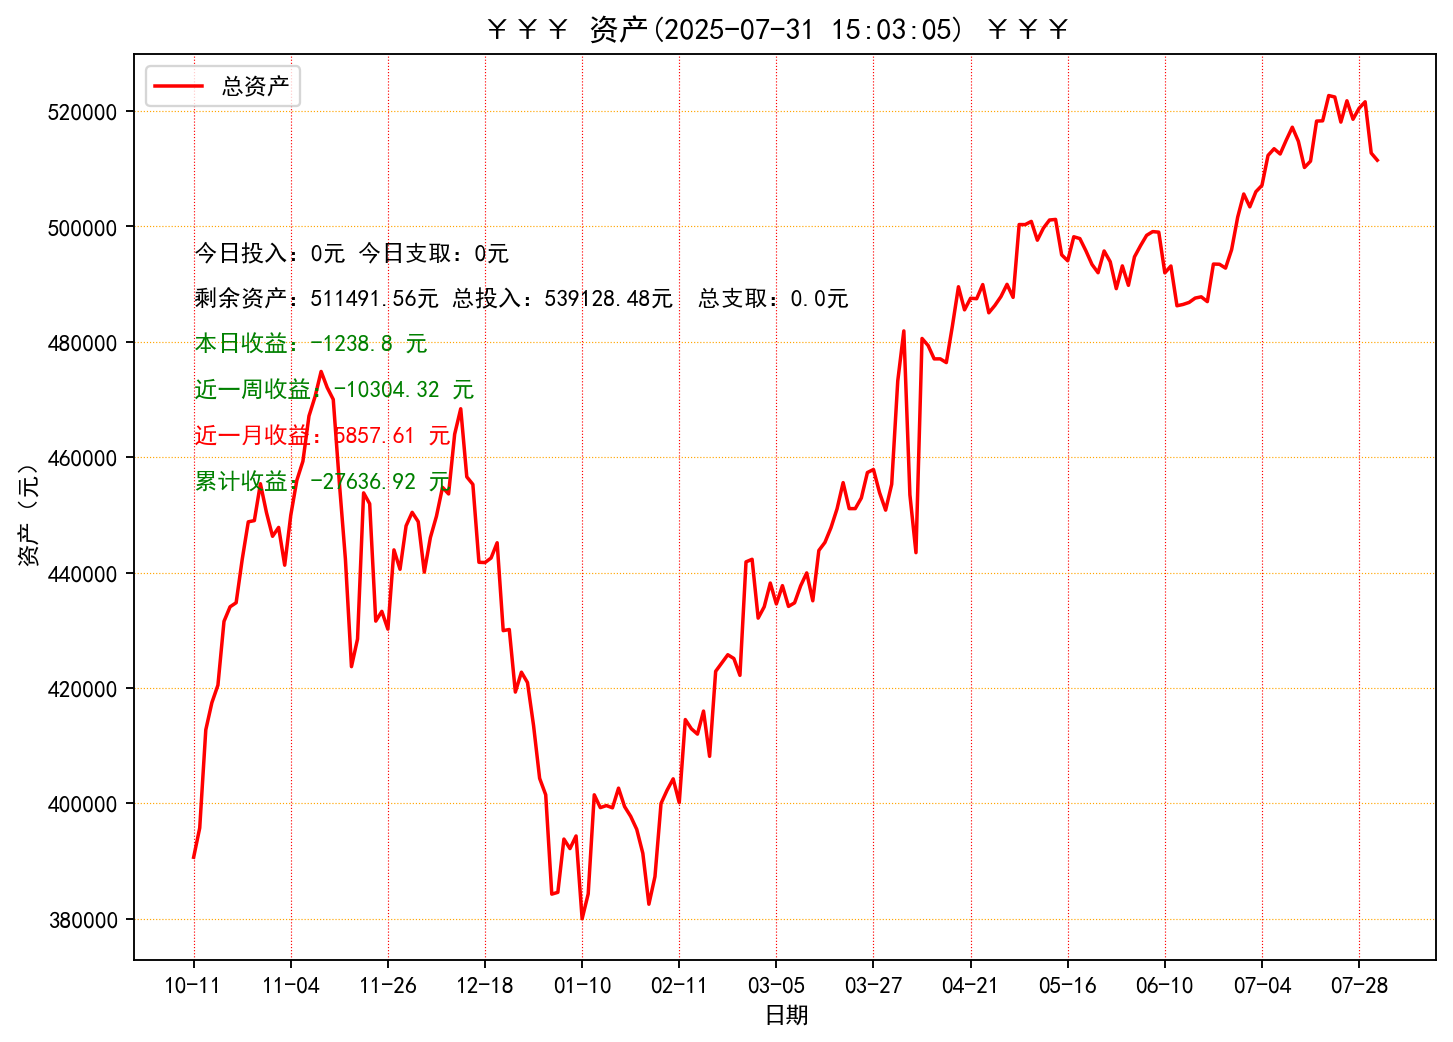 ￥￥￥ 资产(2025-07-31 15:03:05) ￥￥￥
总资产
520000
500000
480000
460000
440000
420000
400000
380000
资产（元）
今日投入：0元 今日支取：0元
剩余资产：511491.56元 总投入：539128.48元 总支取：0.0元
本日收益：-1238.8 元
近一周收益：-10304.32 元
近一月收益：5857.61 元
累计收益：-27636.92 元
10-11 11-04 11-26 12-18 01-10 02-11 03-05 03-27 04-21 05-16 06-10 07-04 07-28
日期